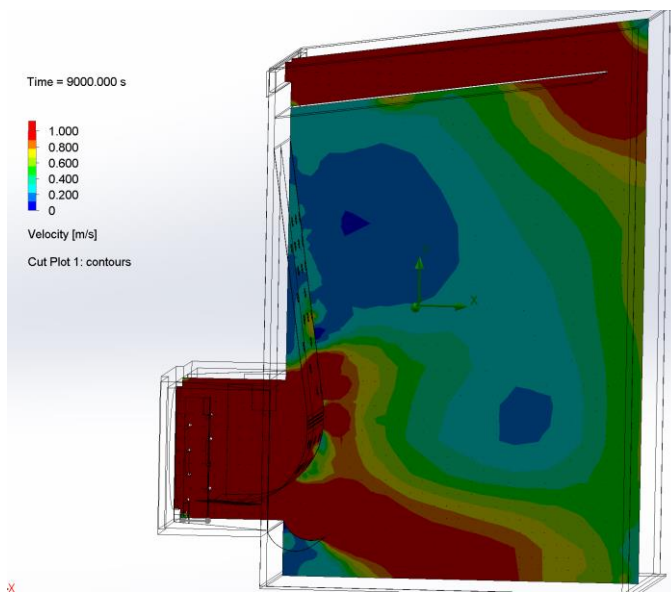 Time = 9000.000 s
1.000
0.800
0.600
0.400
0.200
0
Velocity [m/s]
Cut Plot 1: contours
X
X